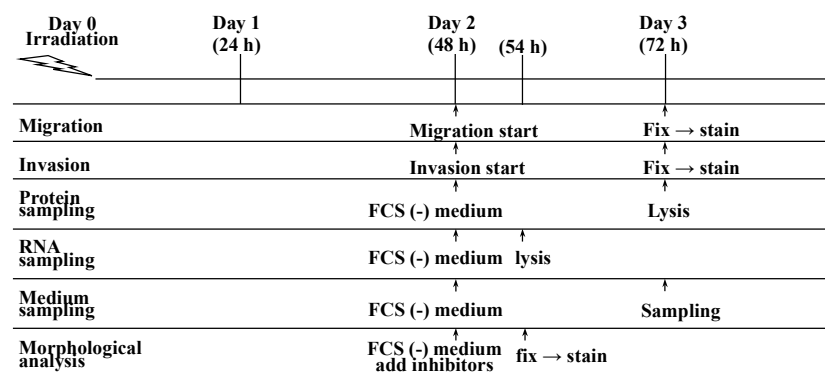 Day 0
Irradiation
Day 1
(24 h)
Day 2
(48 h)
(54 h)
Day 3
(72 h)
Migration
Migration start
Fix → stain
Invasion
Invasion start
Fix → stain
Protein
sampling
FCS (-) medium
Lysis
RNA
sampling
FCS (-) medium
lysis
Medium
sampling
FCS (-) medium
Sampling
Morphological
analysis
FCS (-) medium
add inhibitors
fix → stain